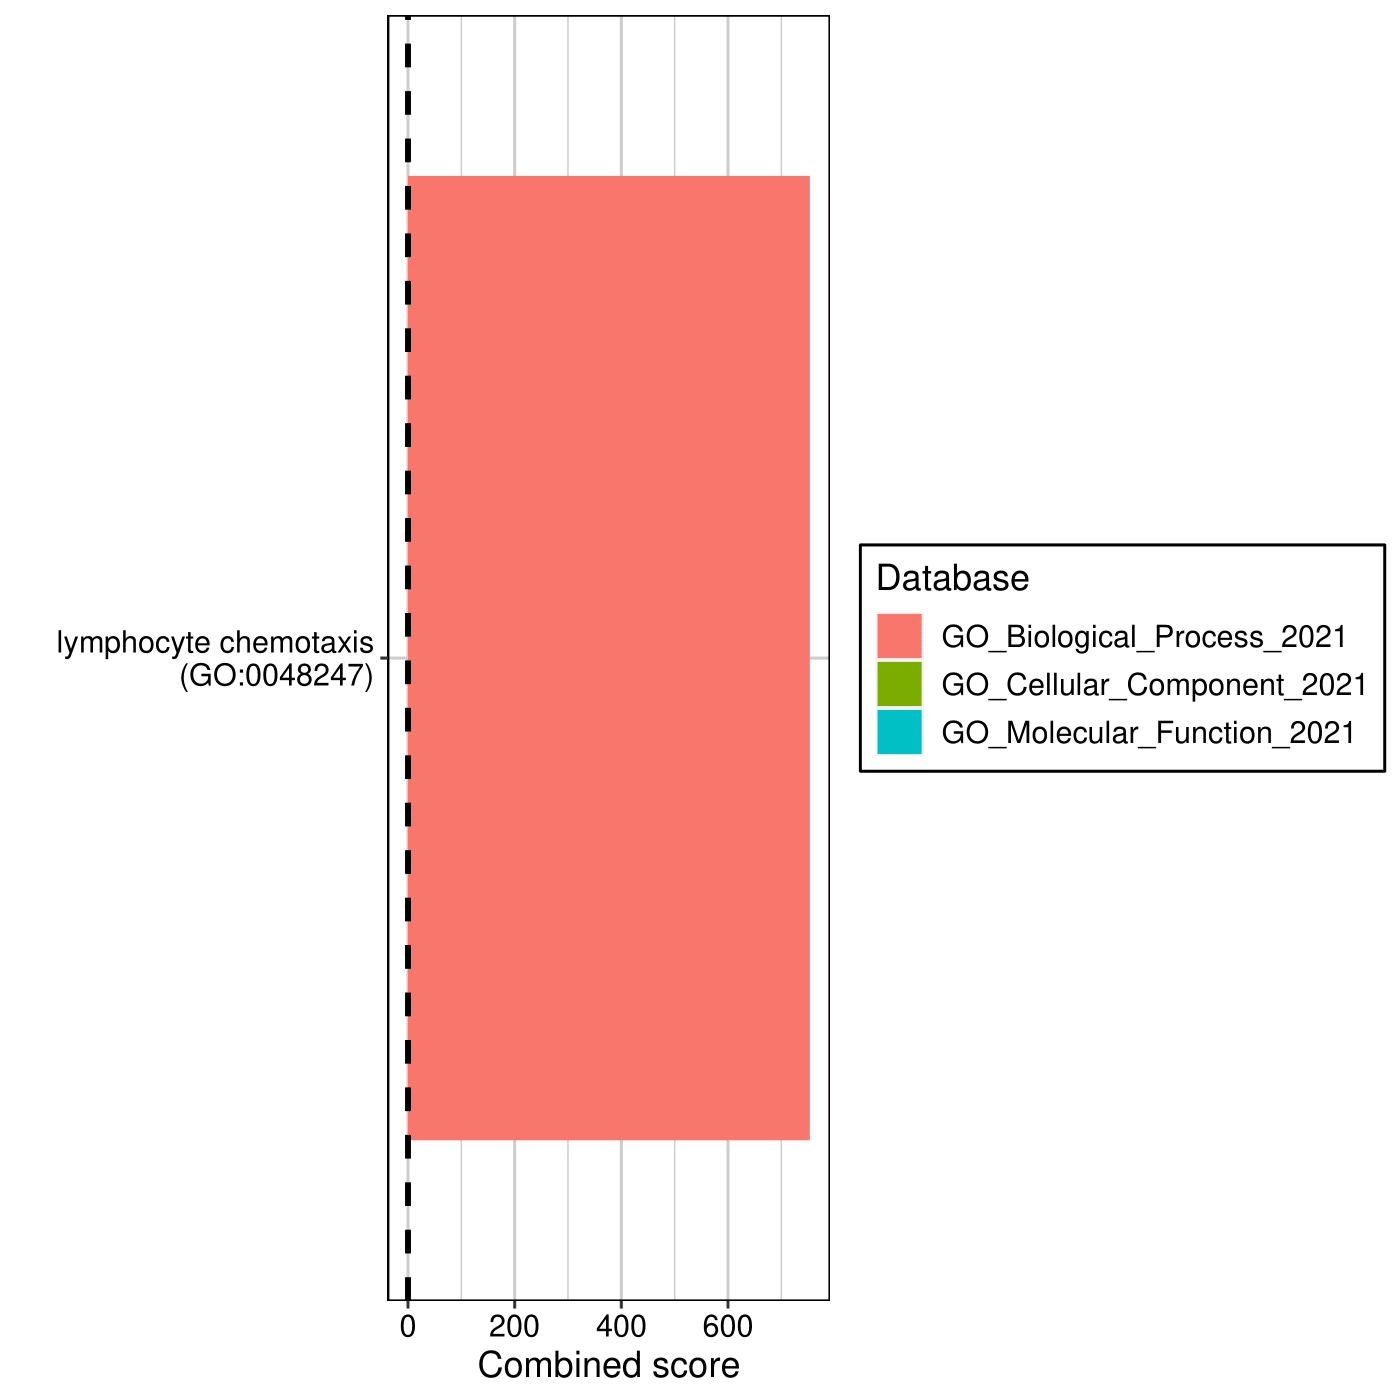 lymphocyte chemotaxis
(GO:0048247)
0 200 400 600
Combined score
Database
GO_Biological_Process_2021
GO_Cellular_Component_2021
GO_Molecular_Function_2021